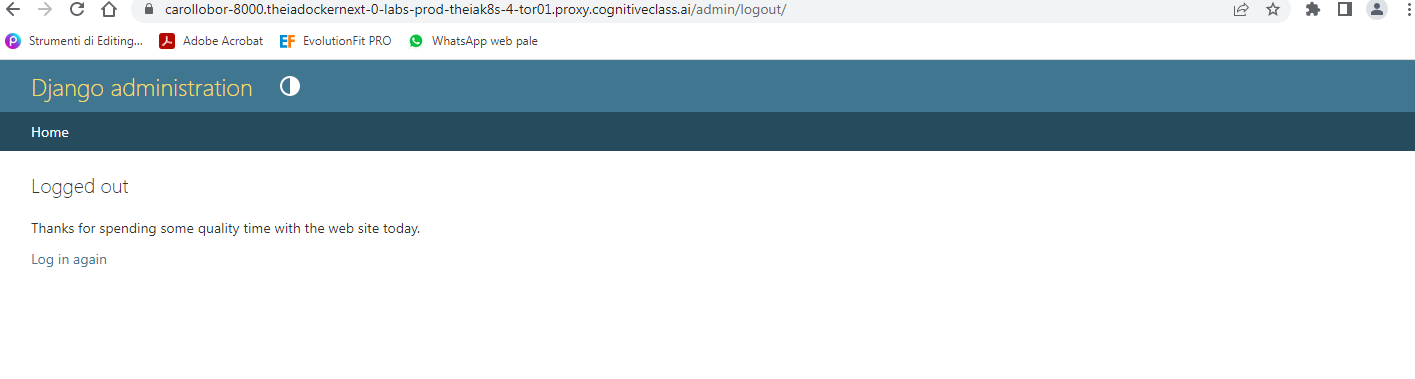 carollobor-8000.theiadockernext-0-labs-prod-theiak8s-4-tor01.proxy.cognitiveclass.ai/admin/logout/
Strumenti di Editing... Adobe Acrobat EF EvolutionFit PRO WhatsApp web pale
Django administration
Home
Logged out
Thanks for spending some quality time with the web site today.
Log in again